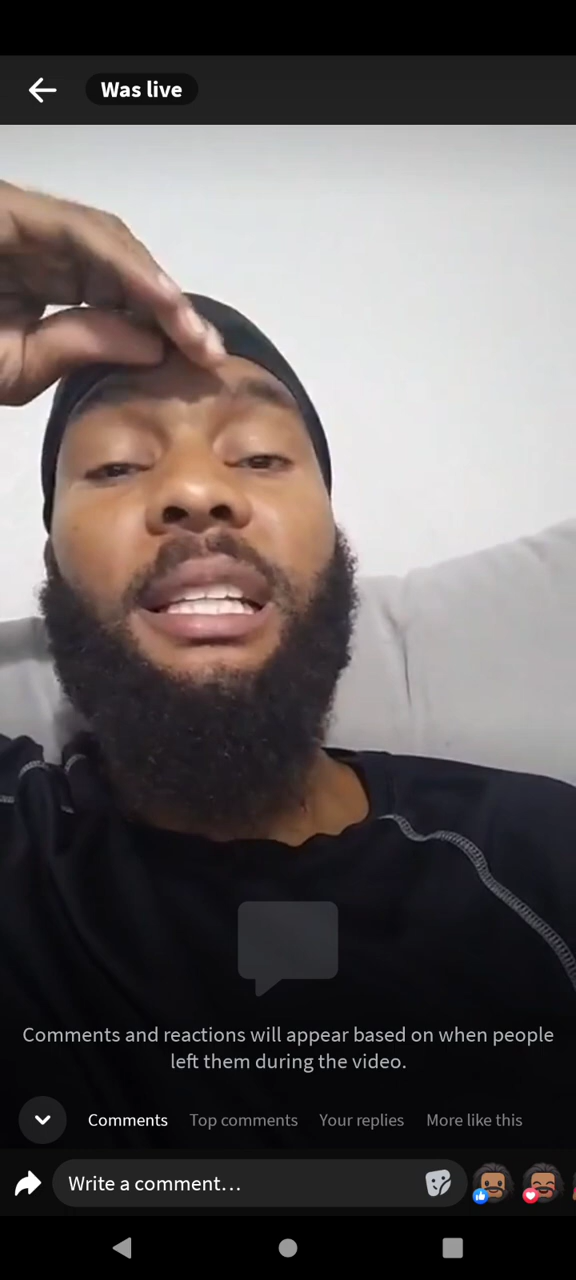 Was live
Comments and reactions will appear based on when people
left them during the video.
Comments Top comments Your replies More like this
Write a comment…